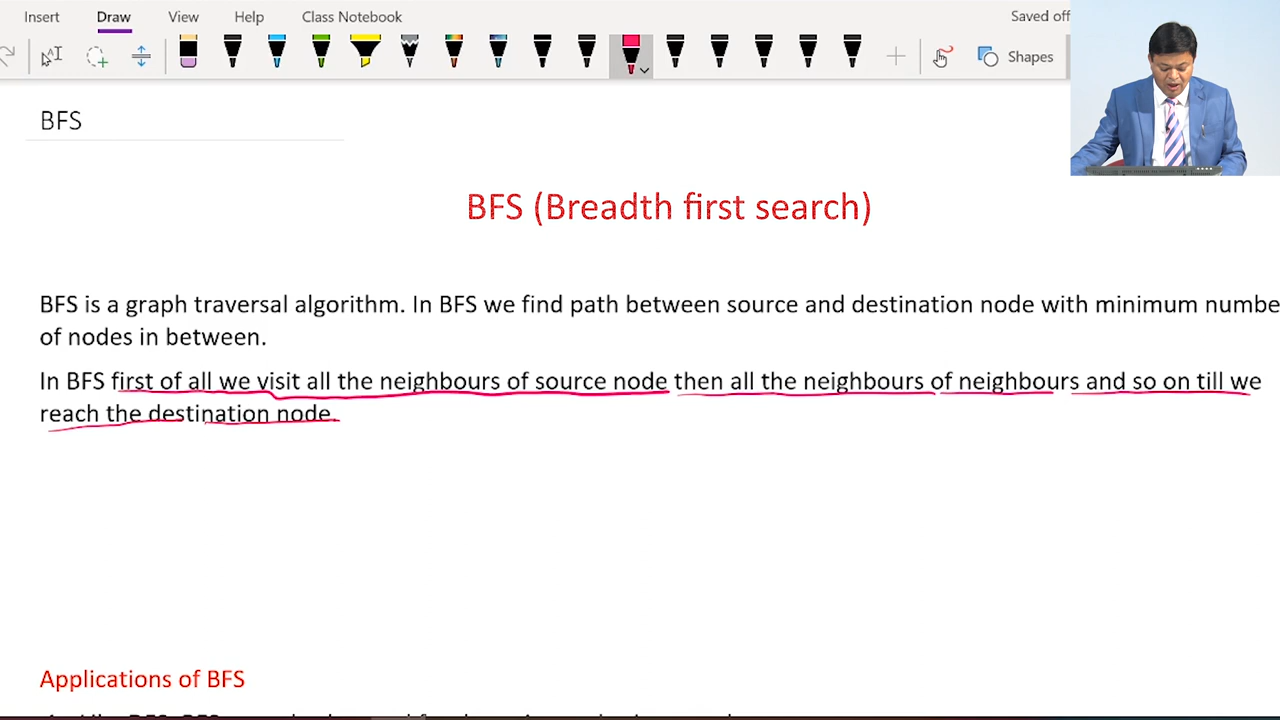 Insert Draw View Help Class Notebook Saved off
Shapes
BFS
BFS (Breadth first search)
BFS is a graph traversal algorithm. In BFS we find path between source and destination node with minimum numbe
of nodes in between.
In BFS first of all we visit all the neighbours of source node then all the neighbours of neighbours and so on till we
reach the destination node.
Applications of BFS